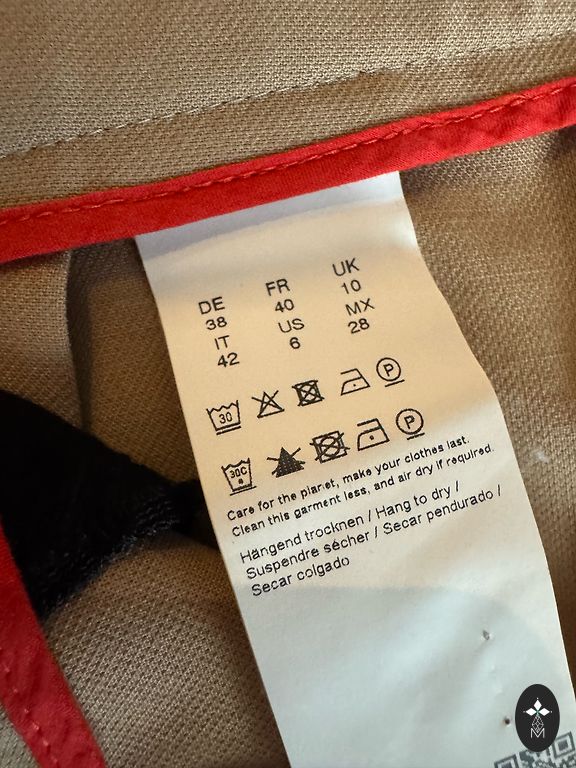 DE FR UK
38 40 10
IT US MX
42 6 28
30 P
30C P
Care for the planet, make your clothes last.
Clean this garment less, and air dry if required.
Hängend trocknen / Hang to dry /
Suspendre sécher / Secar pendurado /
Secar colgado
M